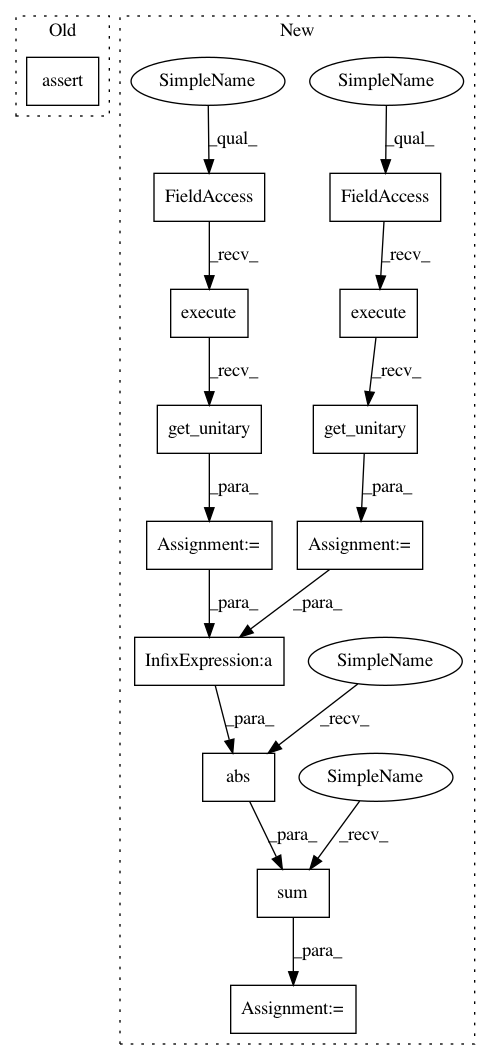 Old
New
assert
SimpleName
SimpleName
_qual_
_qual_
FieldAccess
FieldAccess
_recv_
_recv_
execute
execute
_recv_
_recv_
get_unitary
get_unitary
_para_
_para_
Assignment:=
Assignment:=
_para_
_para_
InfixExpression:a
SimpleName
_para_
_recv_
abs
SimpleName
_para_
_recv_
sum
_para_
Assignment:=